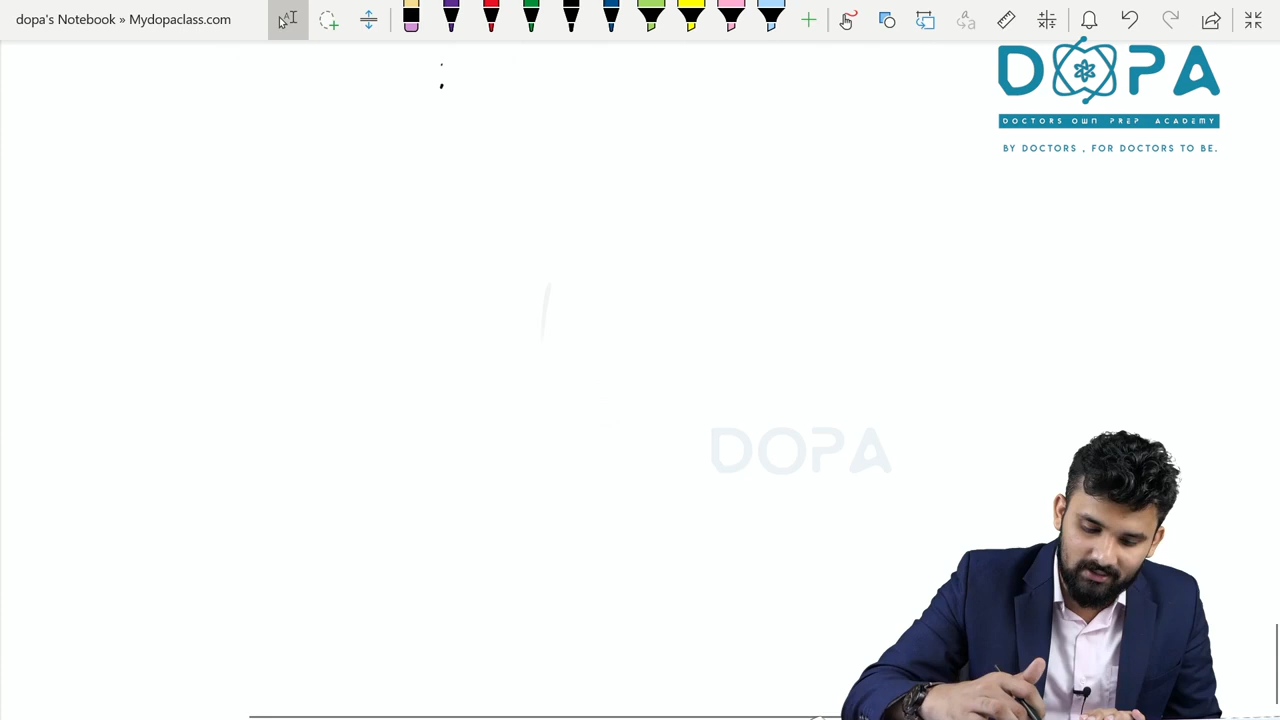 dopa's Notebook » Mydopaclass.com
DOPA
DOCTORS OWN PREP ACADEMY
BY DOCTORS , FOR DOCTORS TO BE.
DOPA